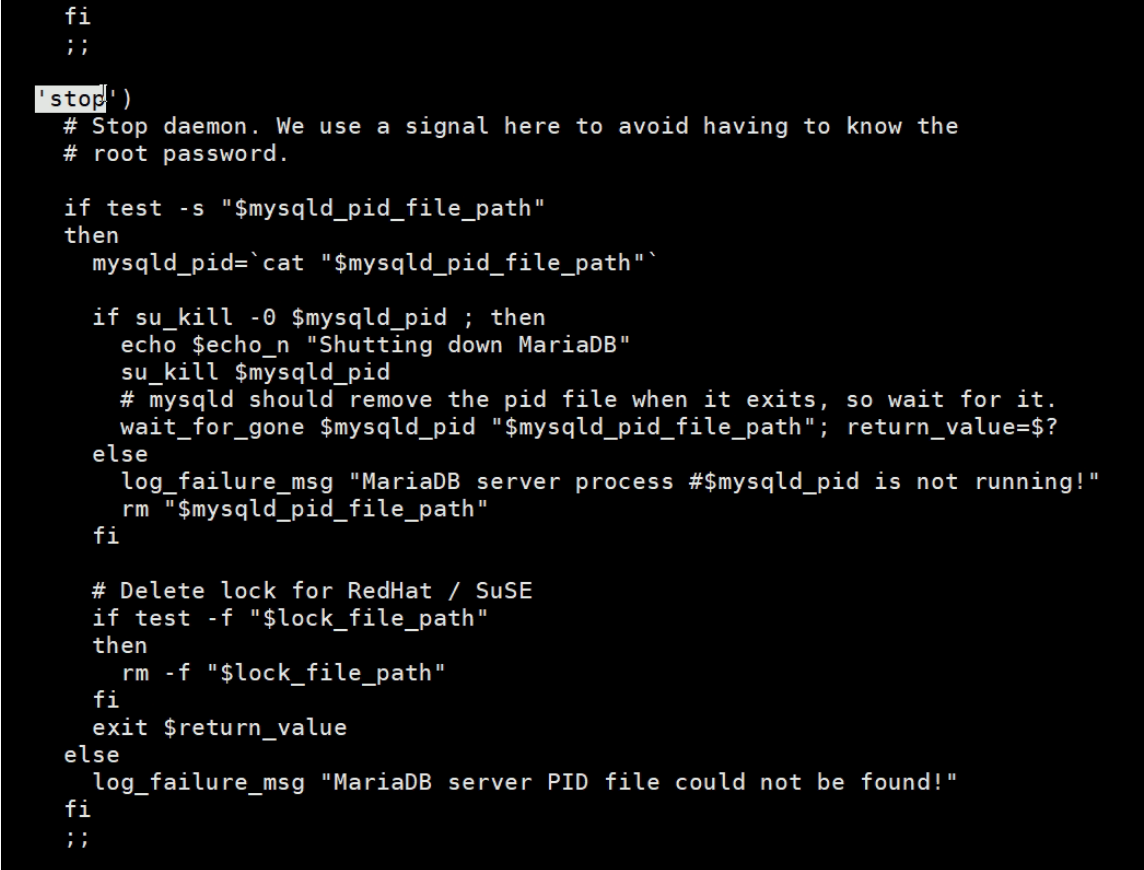 fi
;;
'stop')
# Stop daemon. We use a signal here to avoid having to know the
# root password.
if test -s "$mysqld_pid_file_path"
then
mysqld_pid=`cat "$mysqld_pid_file_path"`
if su_kill -0 $mysqld_pid ; then
echo $echo_n "Shutting down MariaDB"
su_kill $mysqld_pid
# mysqld should remove the pid file when it exits, so wait for it.
wait_for_gone $mysqld_pid "$mysqld_pid_file_path"; return_value=$?
else
log_failure_msg "MariaDB server process #$mysqld_pid is not running!"
rm "$mysqld_pid_file_path"
fi
# Delete lock for RedHat / SuSE
if test -f "$lock_file_path"
then
rm -f "$lock_file_path"
fi
exit $return_value
else
log_failure_msg "MariaDB server PID file could not be found!"
fi
;;